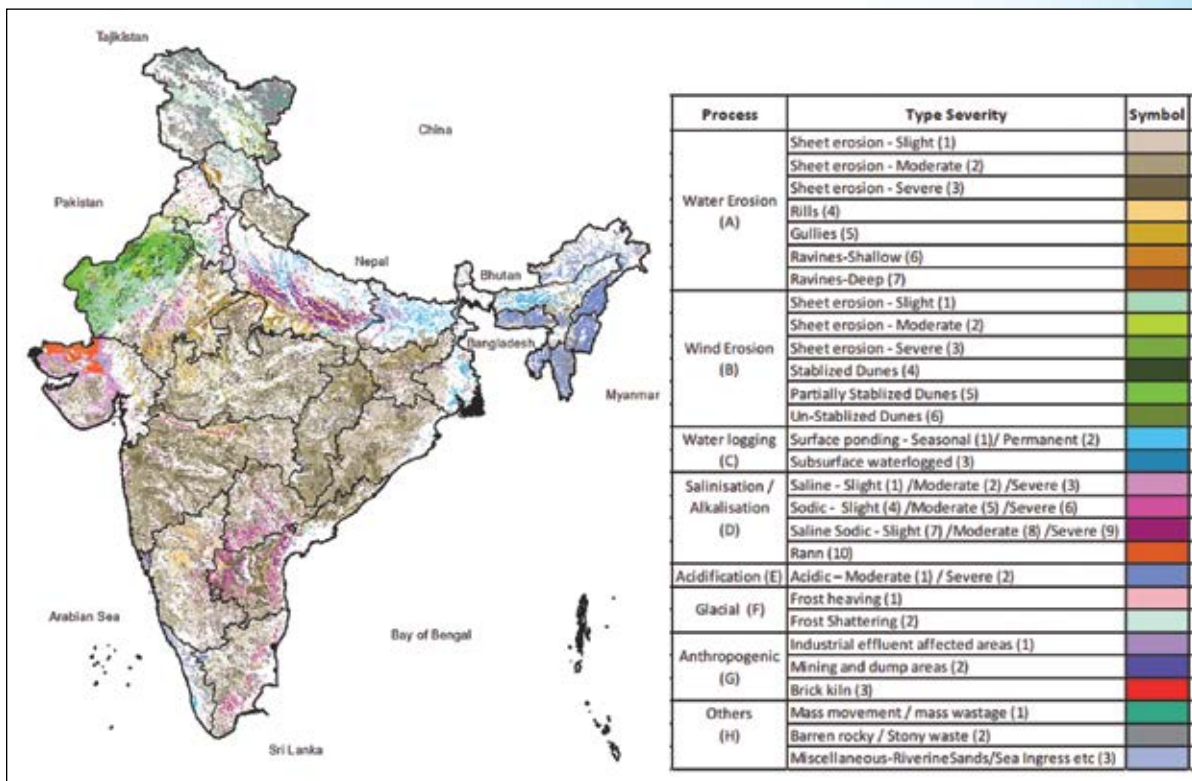 Tajikistan
China
Pakistan
Nepal
Bhutan
Bangladesh
Myanmar
Arabian Sea
Bay of Bengal
Sri Lanka
Process Type Severity Symbol
Water Erosion
(A)
Sheet erosion - Slight (1)
Sheet erosion - Moderate (2)
Sheet erosion - Severe (3)
Rills (4)
Gullies (5)
Ravines-Shallow (6)
Ravines-Deep (7)
Wind Erosion
(B)
Sheet erosion - Slight (1)
Sheet erosion - Moderate (2)
Sheet erosion - Severe (3)
Stablized Dunes (4)
Partially Stablized Dunes (5)
Un-Stablized Dunes (6)
Water logging
(C)
Surface ponding - Seasonal (1)/ Permanent (2)
Subsurface waterlogged (3)
Salinisation /
Alkalisation
(D)
Saline - Slight (1) /Moderate (2) /Severe (3)
Sodic - Slight (4) /Moderate (5) /Severe (6)
Saline Sodic - Slight (7) /Moderate (8) /Severe (9)
Rann (10)
Acidification (E) Acidic – Moderate (1) / Severe (2)
Glacial (F)
Frost heaving (1)
Frost Shattering (2)
Anthropogenic
(G)
Industrial effluent affected areas (1)
Mining and dump areas (2)
Brick kiln (3)
Others
(H)
Mass movement / mass wastage (1)
Barren rocky / Stony waste (2)
Miscellaneous-RiverineSands/Sea Ingress etc (3)